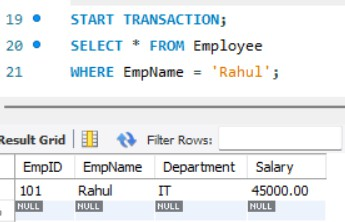 19 START TRANSACTION;
20 SELECT * FROM Employee
21 WHERE EmpName = 'Rahul';
Result Grid Filter Rows:
EmpID EmpName Department Salary
101 Rahul IT 45000.00
NULL NULL NULL NULL